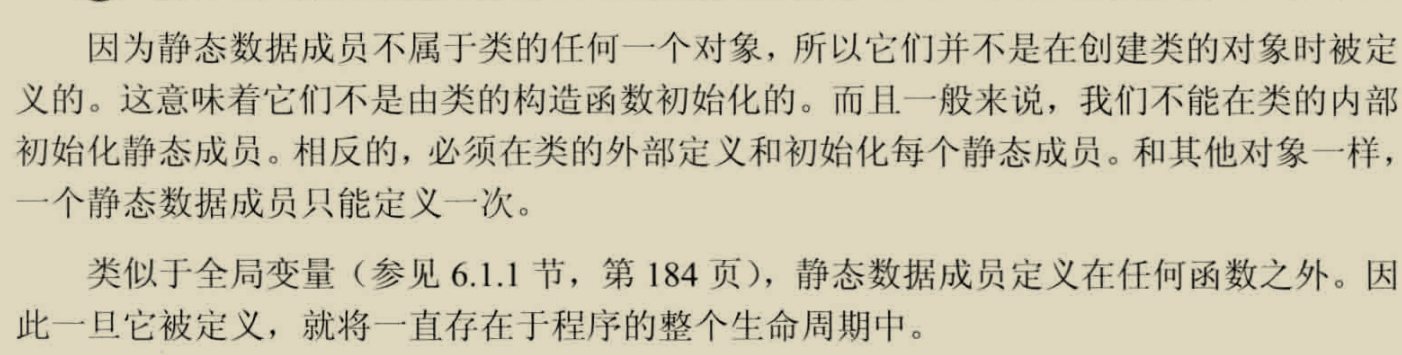 因为静态数据成员不属于类的任何一个对象，所以它们并不是在创建类的对象时被定
义的。这意味着它们不是由类的构造函数初始化的。而且一般来说，我们不能在类的内部
初始化静态成员。相反的，必须在类的外部定义和初始化每个静态成员。和其他对象一样，
一个静态数据成员只能定义一次。
类似于全局变量（参见 6.1.1 节，第 184 页），静态数据成员定义在任何函数之外。因
此一旦它被定义，就将一直存在于程序的整个生命周期中。